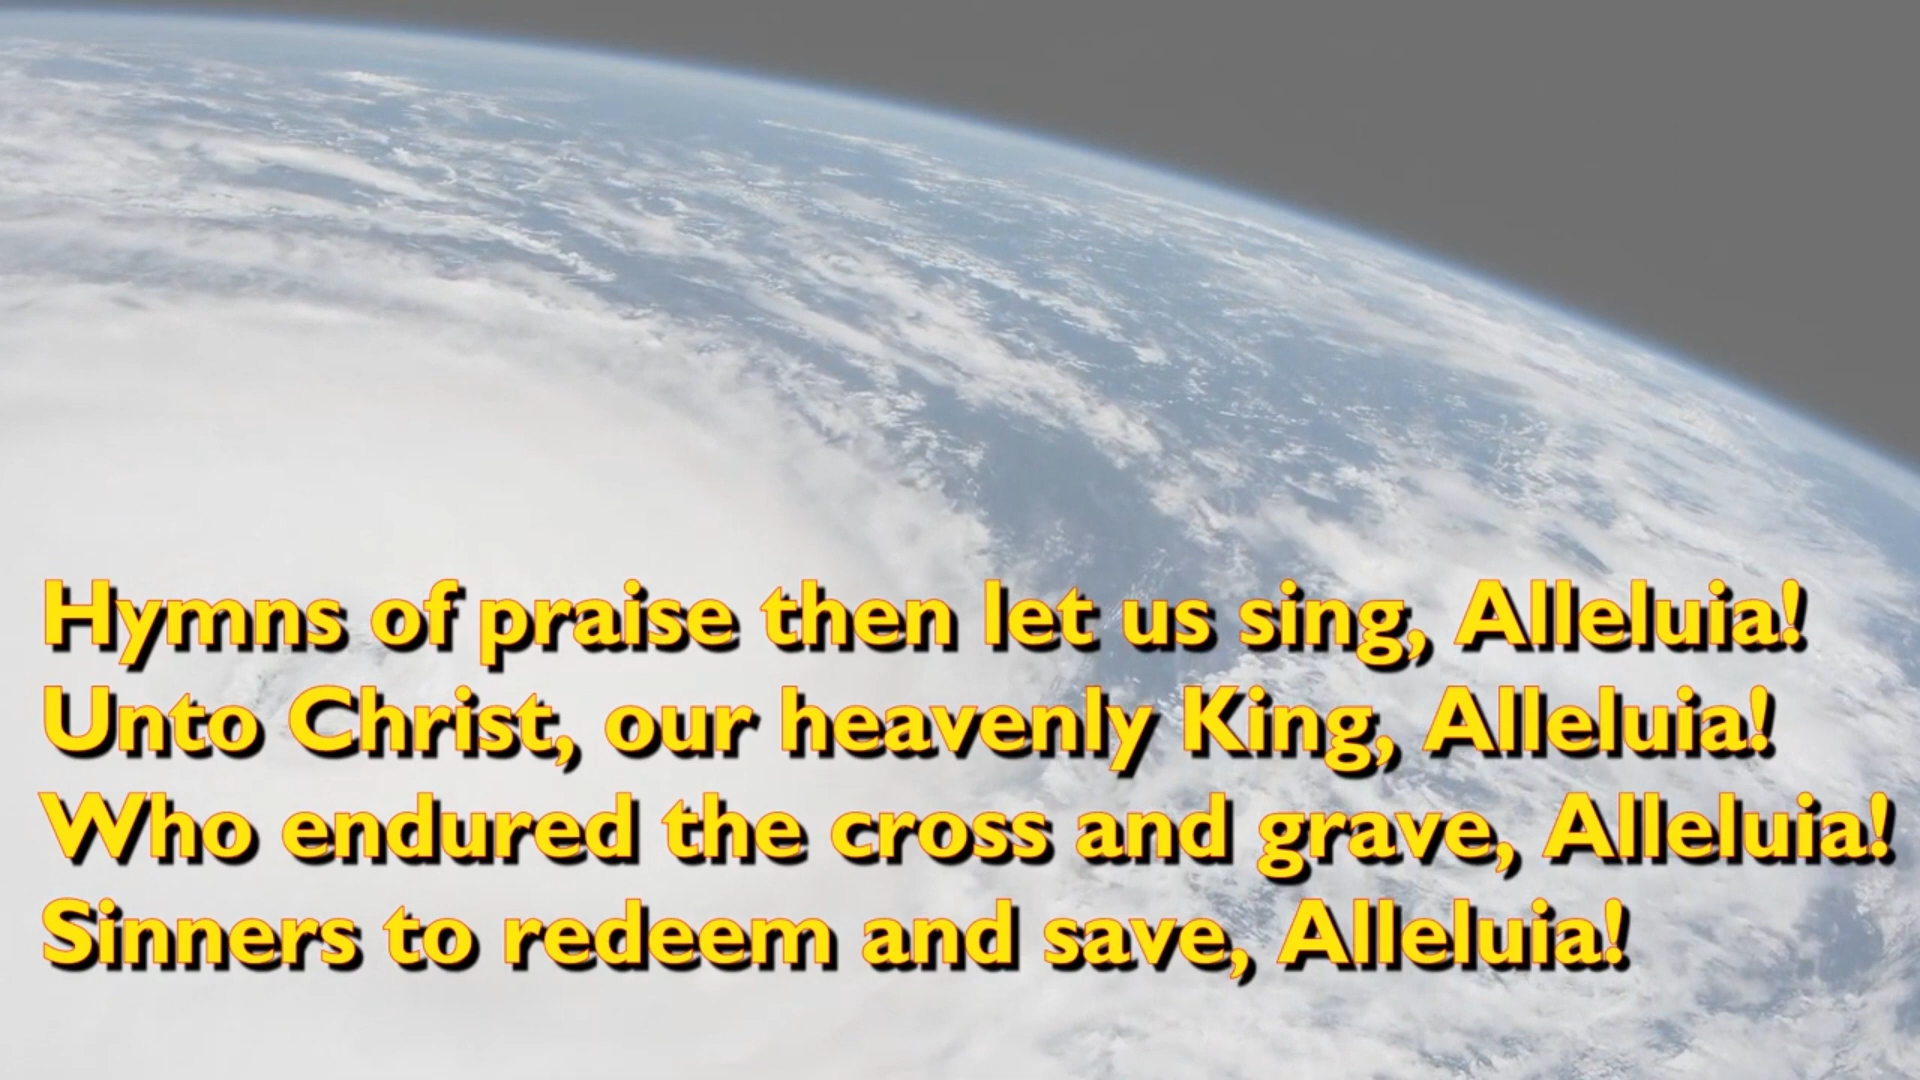 Hymns of praise then let us sing, Alleluia!
Unto Christ, our heavenly King, Alleluia!
Who endured the cross and grave, Alleluia!
Sinners to redeem and save, Alleluia!